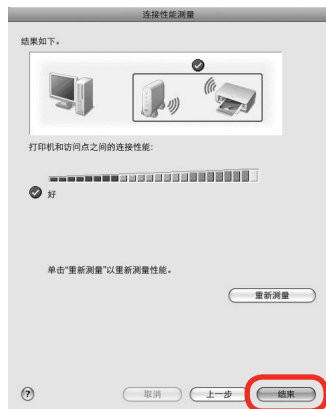 连接性能测量
结果如下。
打印机和访问点之间的连接性能:
好
单击“重新测量”以重新测量性能。
重新测量
?
取消
上一步
结束